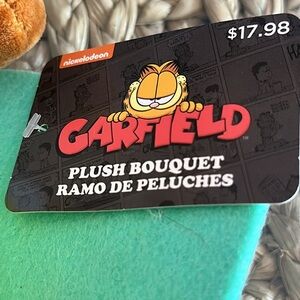 nickelodeon
$17.98
GARFIELD
PLUSH BOUQUET
RAMO DE PELUCHES